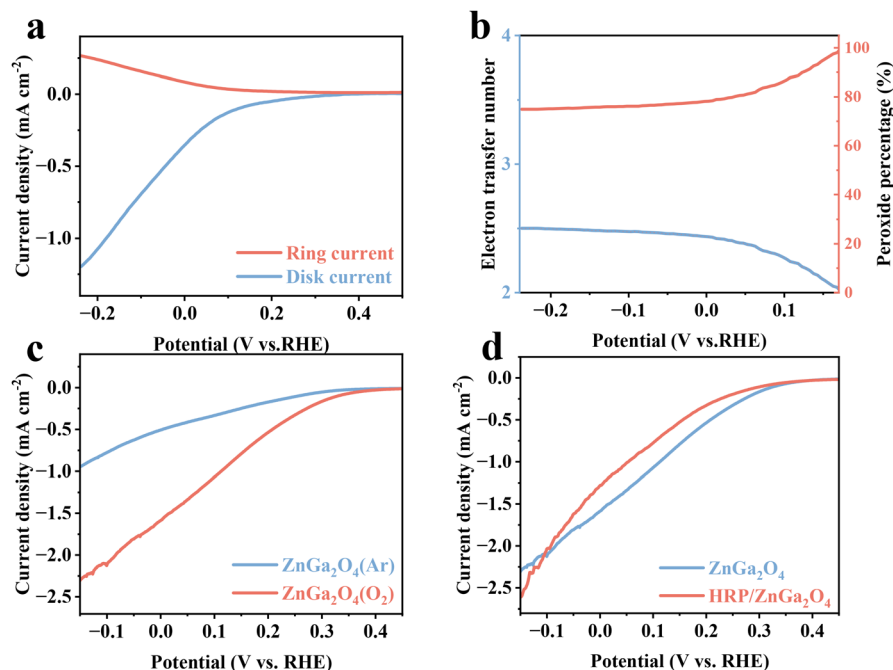 a
Current density (mA cm⁻²)
0.0
−0.5
−1.0
Ring current
Disk current
−0.2
0.0
0.2
0.4
Potential (V vs.RHE)
b
Electron transfer number
4
3
2
Peroxide percentage (%)
100
80
60
40
20
0
−0.2
−0.1
0.0
0.1
Potential (V vs.RHE)
c
Current density (mA cm⁻²)
0.0
−0.5
−1.0
−1.5
−2.0
−2.5
ZnGa₂O₄(Ar)
ZnGa₂O₄(O₂)
−0.1
0.0
0.1
0.2
0.3
0.4
Potential (V vs. RHE)
d
Current density (mA cm⁻²)
0.0
−0.5
−1.0
−1.5
−2.0
−2.5
ZnGa₂O₄
HRP/ZnGa₂O₄
−0.1
0.0
0.1
0.2
0.3
0.4
Potential (V vs. RHE)